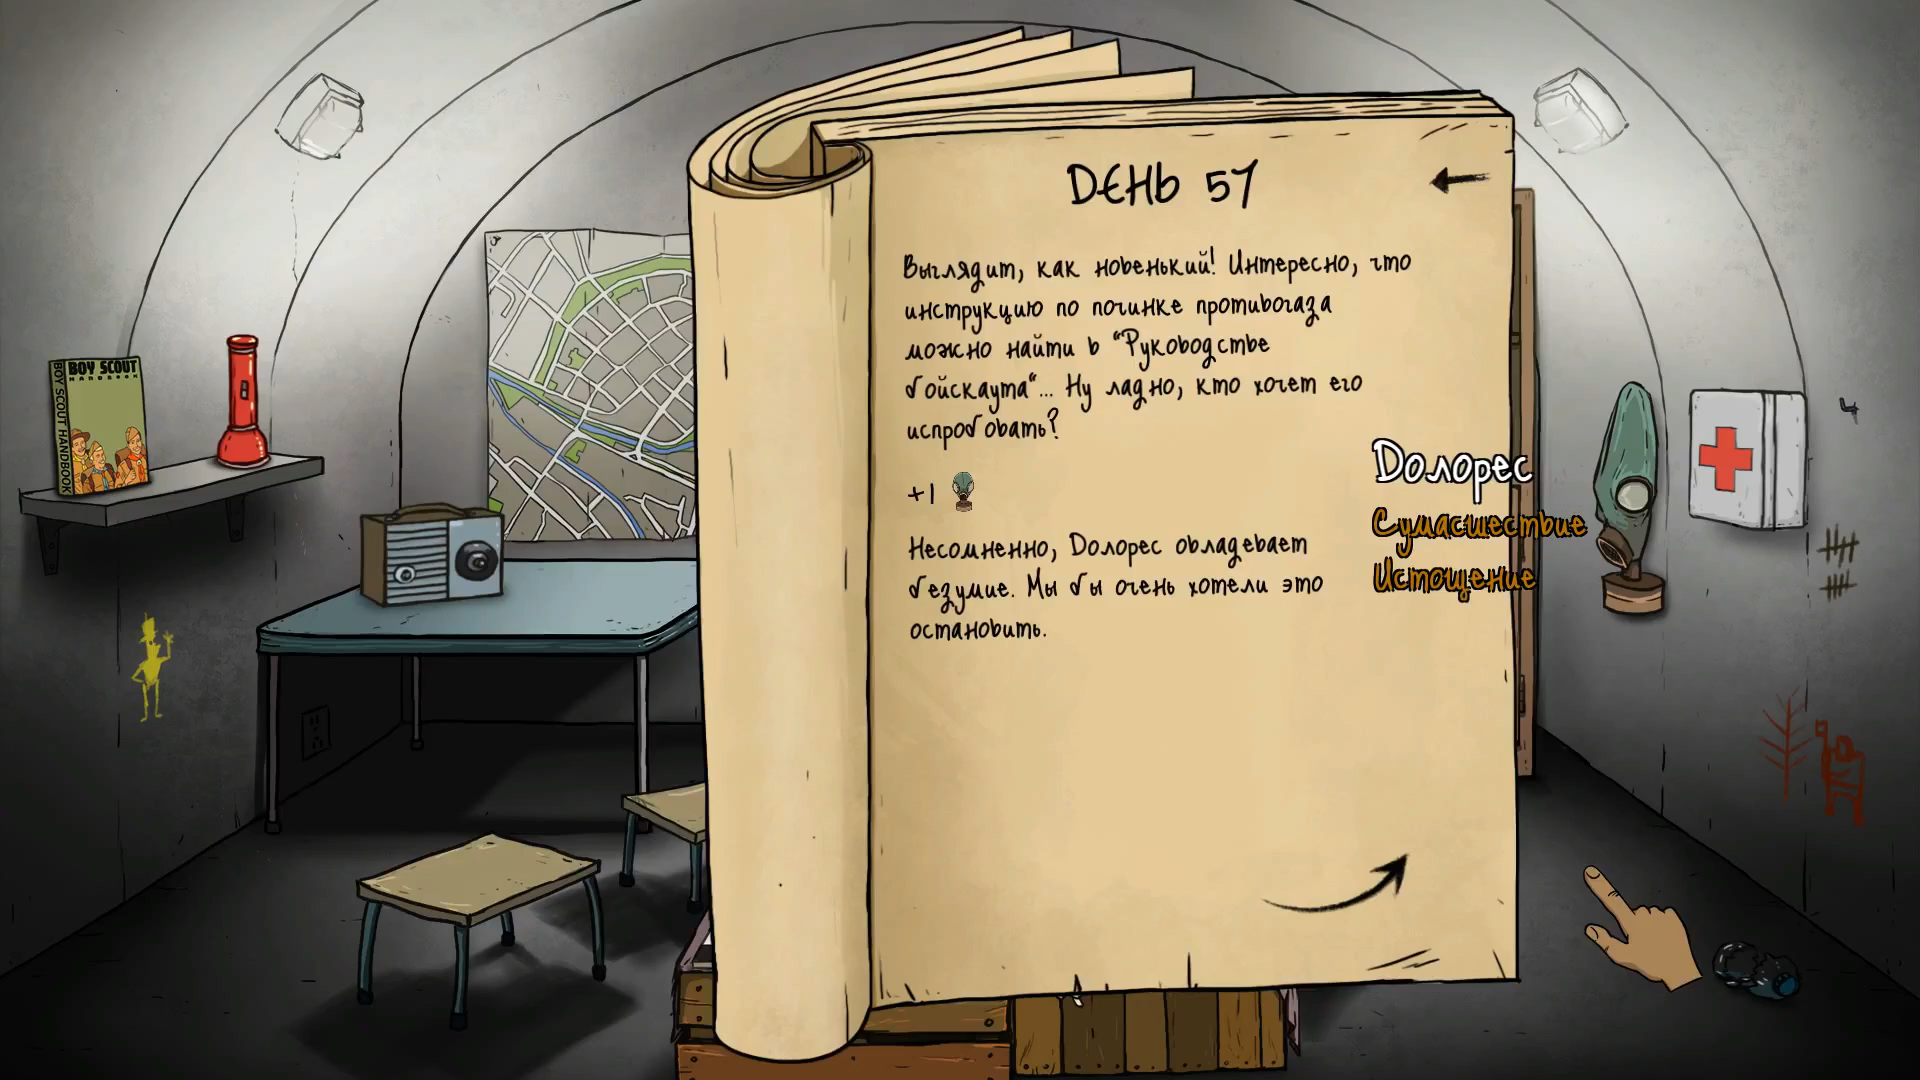 ДЕНЬ 57
Выглядит, как новенький! Интересно, что
инструкцию по починке противогаза
можно найти в "Руководстве
бойскаута"... Ну ладно, кто хочет его
испробовать?
+1
Несомненно, Долорес овладевает
безумие. Мы бы очень хотели это
остановить.
Долорес
Сумасшествие
Истощение
BOY SCOUT
HANDBOOK
BOY SCOUT HANDBOOK